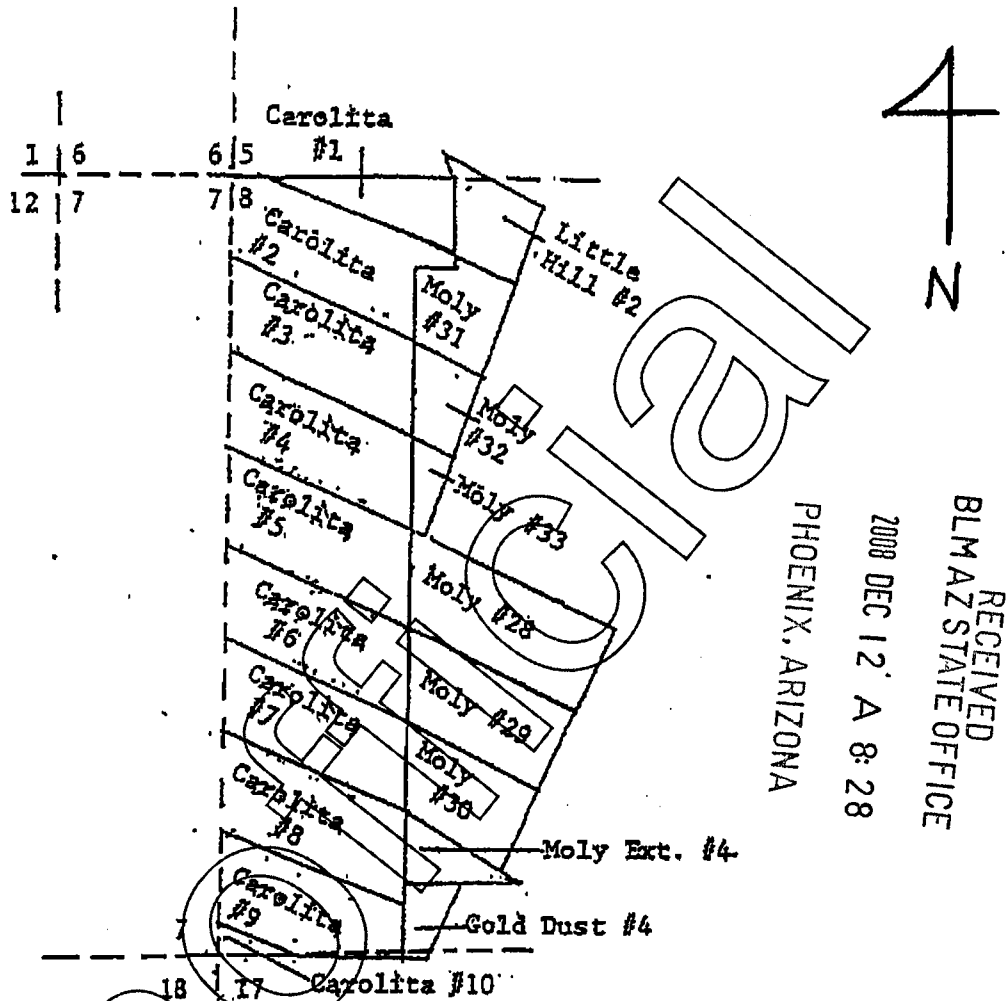 Carolita
#1
1 6
6 5
12 7
7 8
Carolita
#2
Little
Hill #2
Moly
#31
Carolita
#3
N
Carolita
#4
Moly
#32
Moly #33
Carolita
#5
Moly #28
Carolita
#6
Moly #29
Carolita
#7
Moly
#30
Carolita
#8
Moly Ext. #4
Carolita
#9
7
Gold Dust #4
18 17
Carolita #10
RECEIVED
BLM AZ STATE OFFICE
2008 DEC 12 A 8:28
PHOENIX, ARIZONA